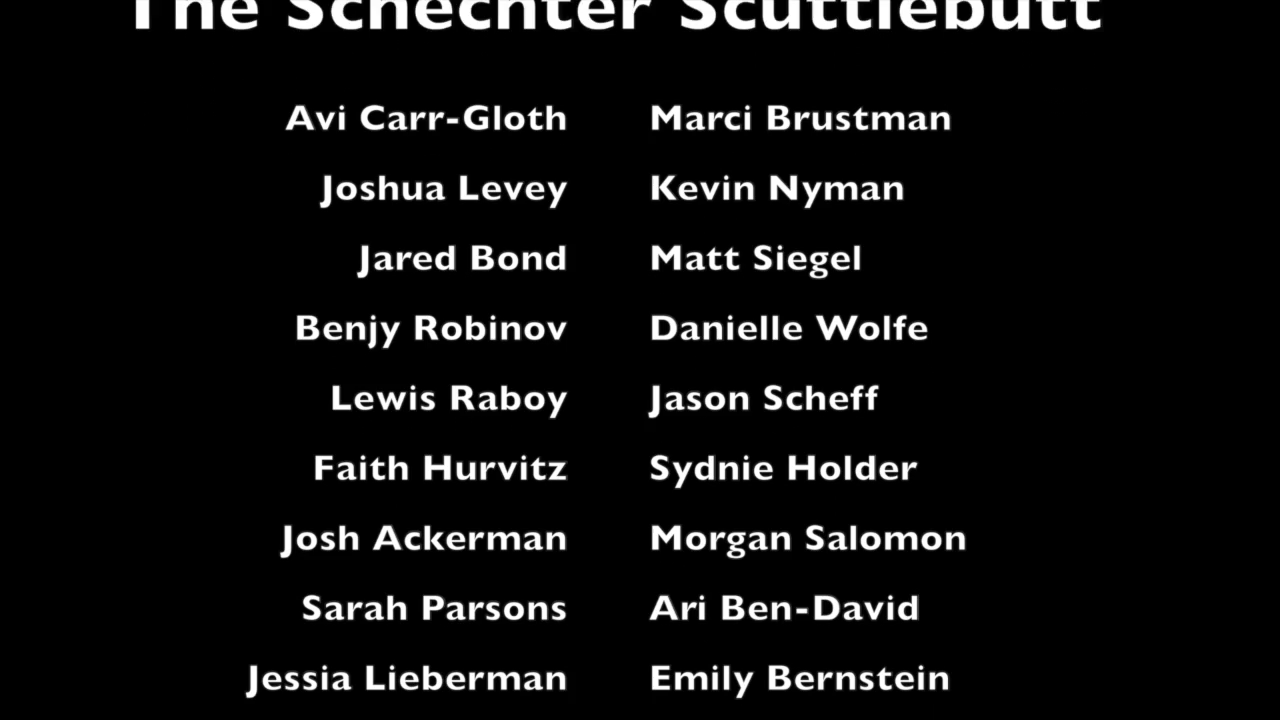 The Schechter Scuttlebutt
Avi Carr-Gloth Marci Brustman
Joshua Levey Kevin Nyman
Jared Bond Matt Siegel
Benjy Robinov Danielle Wolfe
Lewis Raboy Jason Scheff
Faith Hurvitz Sydnie Holder
Josh Ackerman Morgan Salomon
Sarah Parsons Ari Ben-David
Jessia Lieberman Emily Bernstein